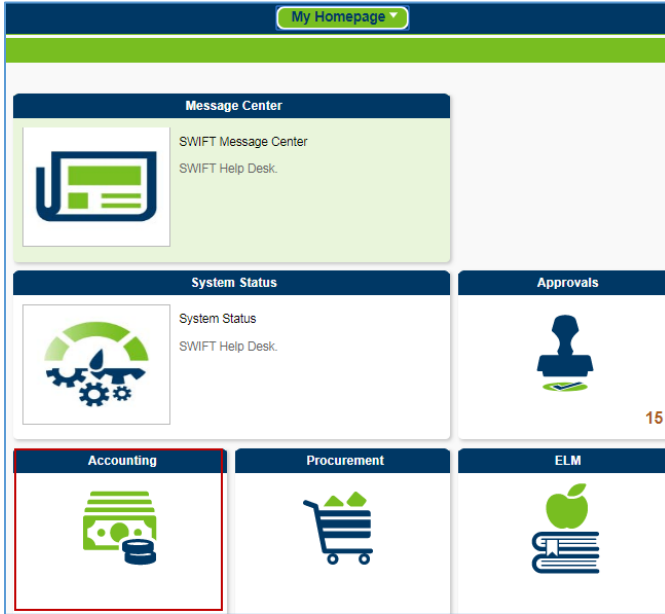 My Homepage
Message Center
SWIFT Message Center
SWIFT Help Desk.
System Status
Approvals
System Status
SWIFT Help Desk.
15
Accounting
Procurement
ELM